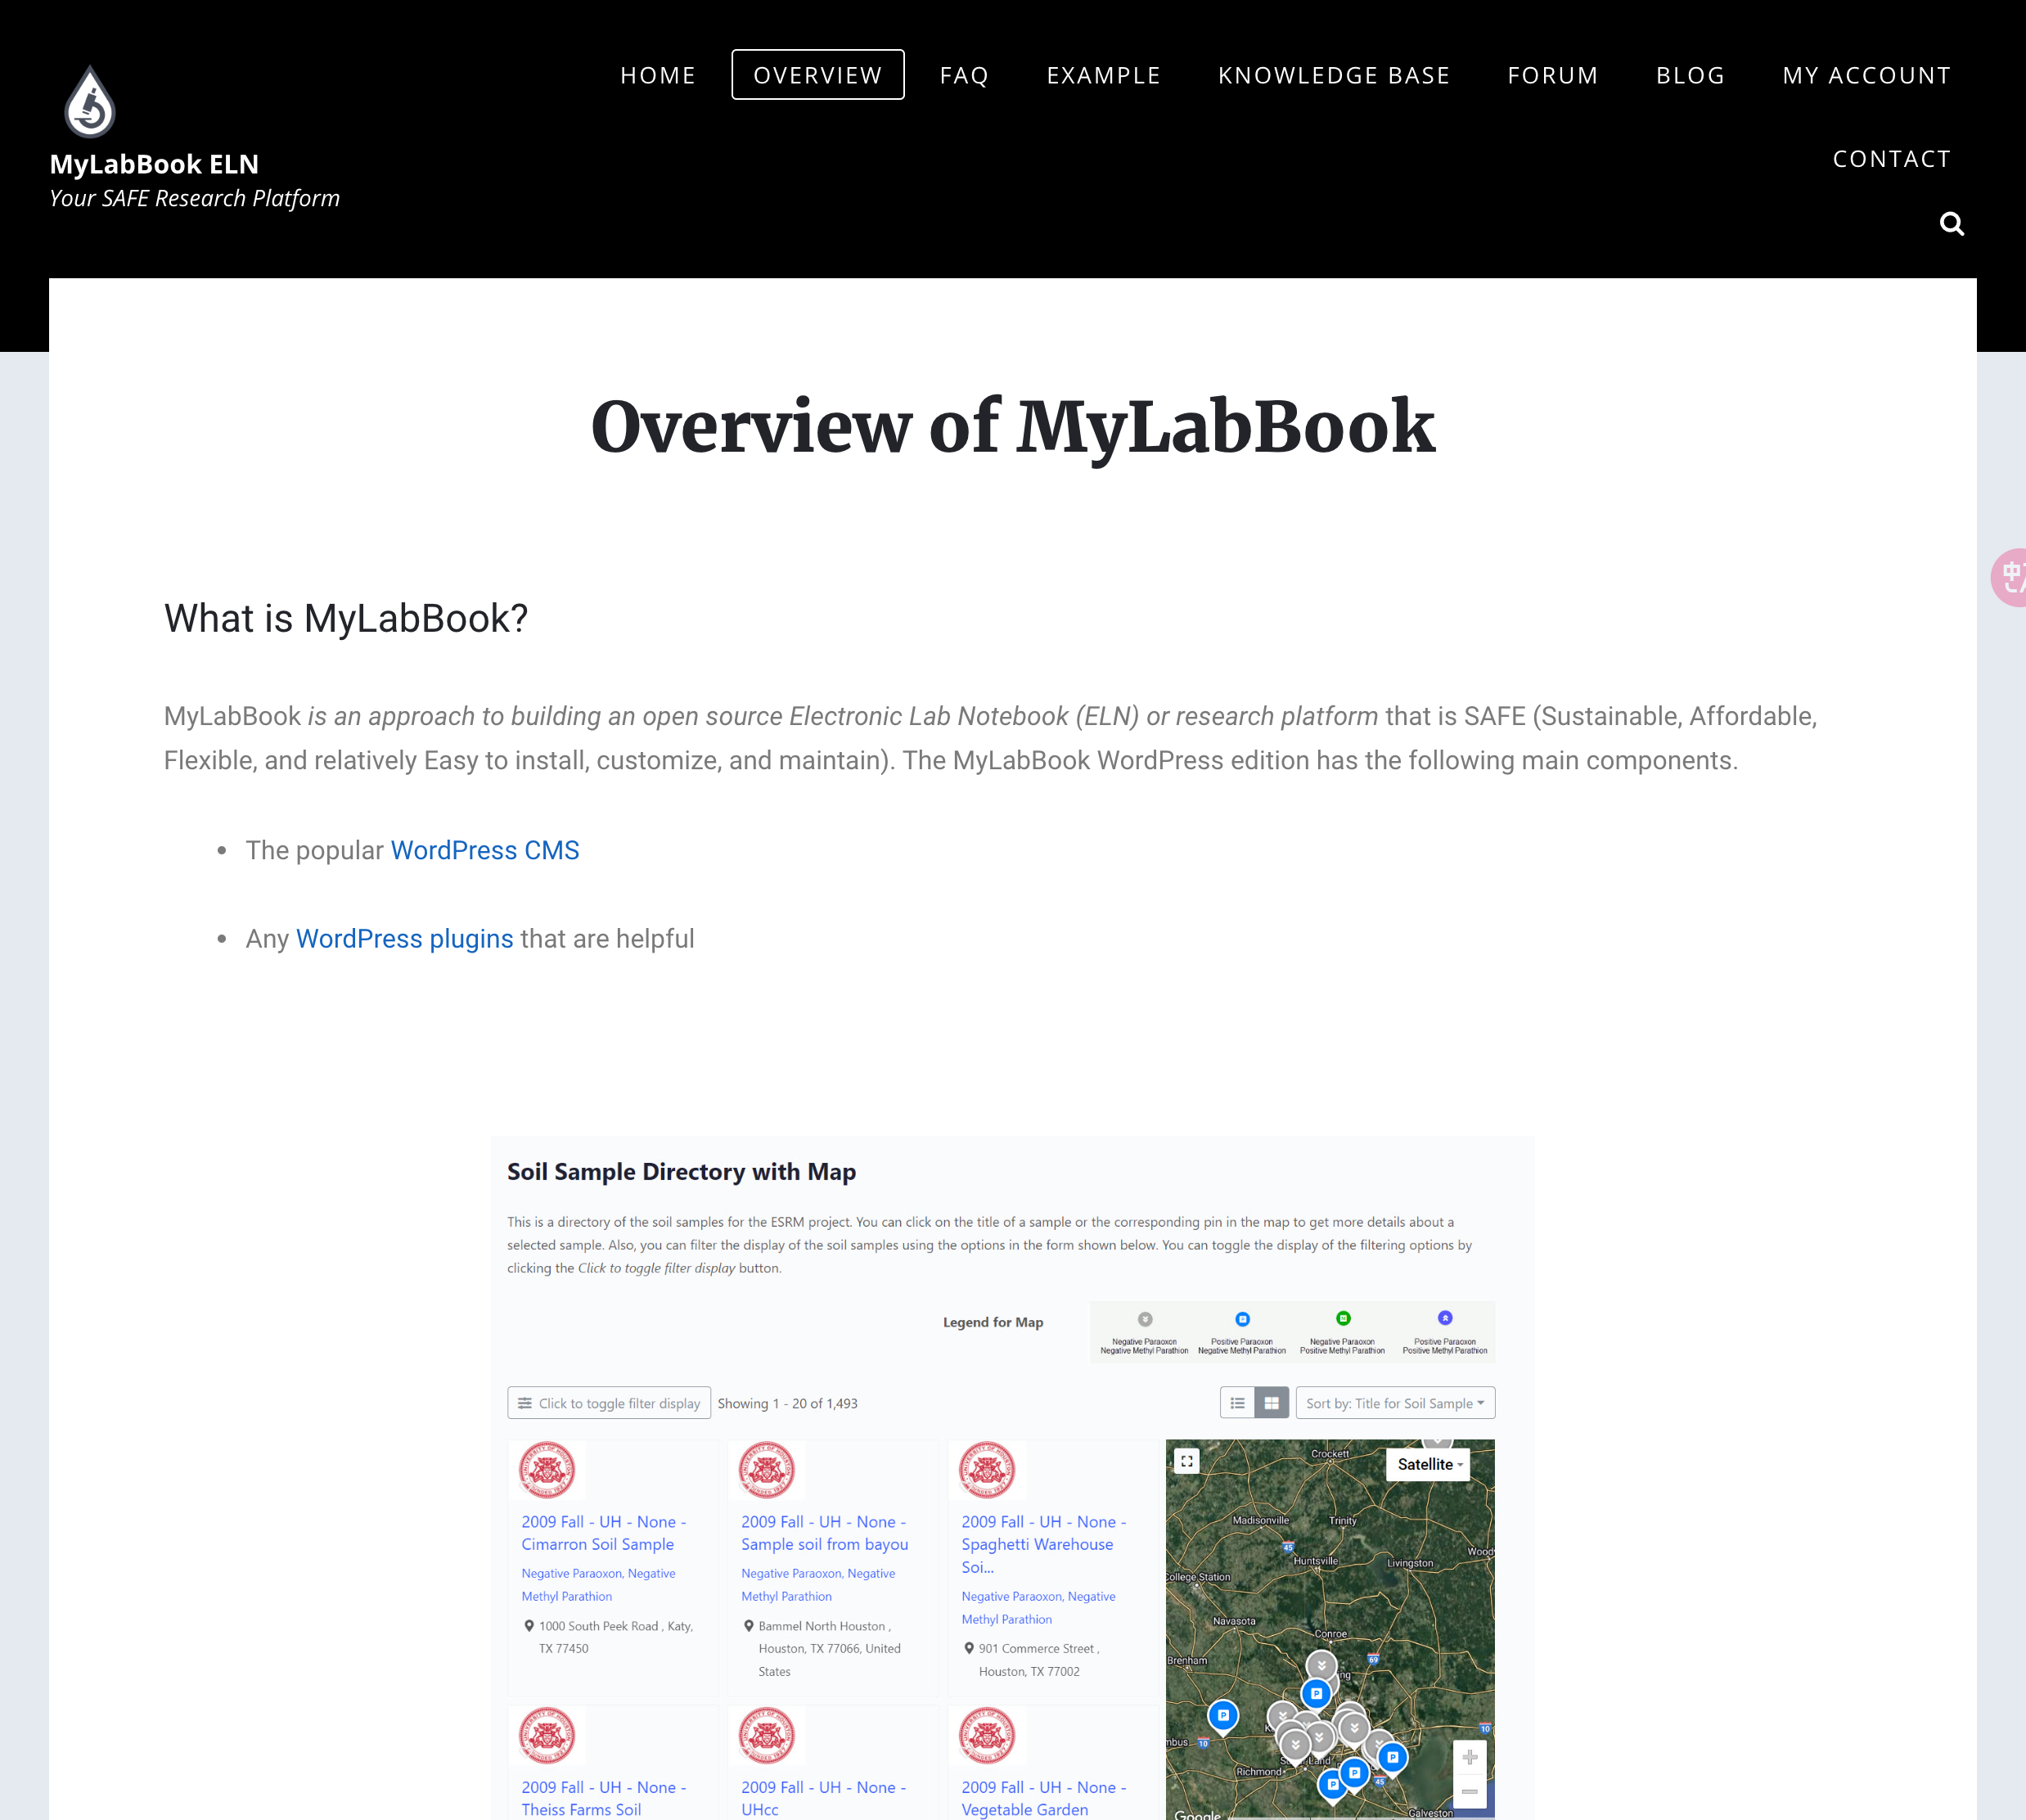 HOME
OVERVIEW
FAQ
EXAMPLE
KNOWLEDGE BASE
FORUM
BLOG
MY ACCOUNT
CONTACT
MyLabBook ELN
Your SAFE Research Platform
Overview of MyLabBook
What is MyLabBook?
MyLabBook is an approach to building an open source Electronic Lab Notebook (ELN) or research platform that is SAFE (Sustainable, Affordable,
Flexible, and relatively Easy to install, customize, and maintain). The MyLabBook WordPress edition has the following main components.
• The popular WordPress CMS
• Any WordPress plugins that are helpful
Soil Sample Directory with Map
This is a directory of the soil samples for the ESRM project. You can click on the title of a sample or the corresponding pin in the map to get more details about a
selected sample. Also, you can filter the display of the soil samples using the options in the form shown below. You can toggle the display of the filtering options by
clicking the Click to toggle filter display button.
Legend for Map
Negative Paraoxon
Negative Methyl Parathion
Positive Paraoxon
Negative Methyl Parathion
Negative Paraoxon
Positive Methyl Parathion
Positive Paraoxon
Positive Methyl Parathion
Click to toggle filter display
Showing 1 - 20 of 1,493
Sort by: Title for Soil Sample
2009 Fall - UH - None -
Cimarron Soil Sample
Negative Paraoxon, Negative
Methyl Parathion
1000 South Peek Road , Katy,
TX 77450
2009 Fall - UH - None -
Sample soil from bayou
Negative Paraoxon, Negative
Methyl Parathion
Bammel North Houston ,
Houston, TX 77066, United
States
2009 Fall - UH - None -
Spaghetti Warehouse
Soi...
Negative Paraoxon, Negative
Methyl Parathion
901 Commerce Street ,
Houston, TX 77002
2009 Fall - UH - None -
Theiss Farms Soil
2009 Fall - UH - None -
UHcc
2009 Fall - UH - None -
Vegetable Garden
Satellite
Crockett
Madisonville
Trinity
45
Huntsville
Livingston
College Station
Navasota
Conroe
Brenham
69
10
10
Richmond
45
Galveston
Google